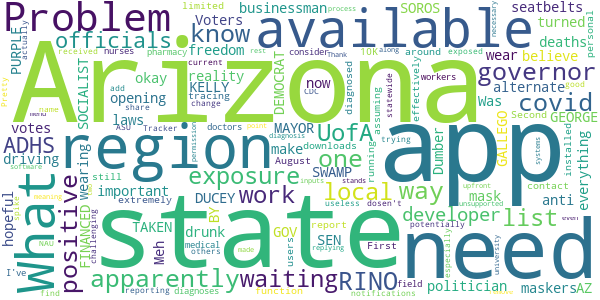 Problem
available
seatbelts
limited
SOROS
businessman
Voters
turned
deaths
personal
officials
know
freedom
PURPLE
actually
received
nurses
pharmacy
rest
KELLY
around
exposed
10K
process
Pretty
okay
reality
wear
believe
consider
necessary
Thank
add
tracing
diagnosed
DEMOCRAT
governor
opening
share
along
current
workers
now
Arizona
app
SOCIALIST
laws
statewide
alternate
covid
name
change
CDC
Was
GEORGE
votes
ASU
Tracker
good
assuming
point
MAYOR
Second
ADHS
region
UofA
GALLEGO
driving
still
Wearing
make
Dumber
installed
permission
diagnosis
one
downloads
everything
software
August
trying
What
exposure
effectively
running
SWAMP
contact
systems
hopeful
positive
important
DUCEY
work
local
way
anti
meaning
spike
mask
state
need
FINANCED
TAKEN
BY
drunk
SEN
developer
list
inputs
upfront
extremely
useless
dosen't
stands
unsupported
Meh
GOV
report
First
potentially
challenging
medical
users
others
made
replying
apparently
waiting
RINO
maskers
field
especially
university
NAU
I've
function
politician
AZ
find
reporting
diagnoses
notifications
doctors